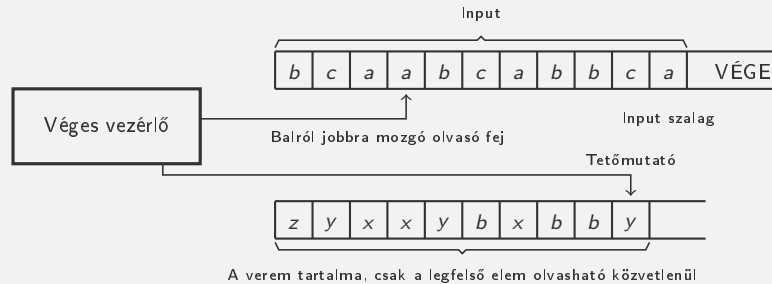 Input
b c a a b c a b b c a VÉGE
Véges vezérlő
Input szalag
Balról jobbra mozgó olvasó fej
Tetőmutató
z y x x y b x b b y
A verem tartalma, csak a legfelső elem olvasható közvetlenül